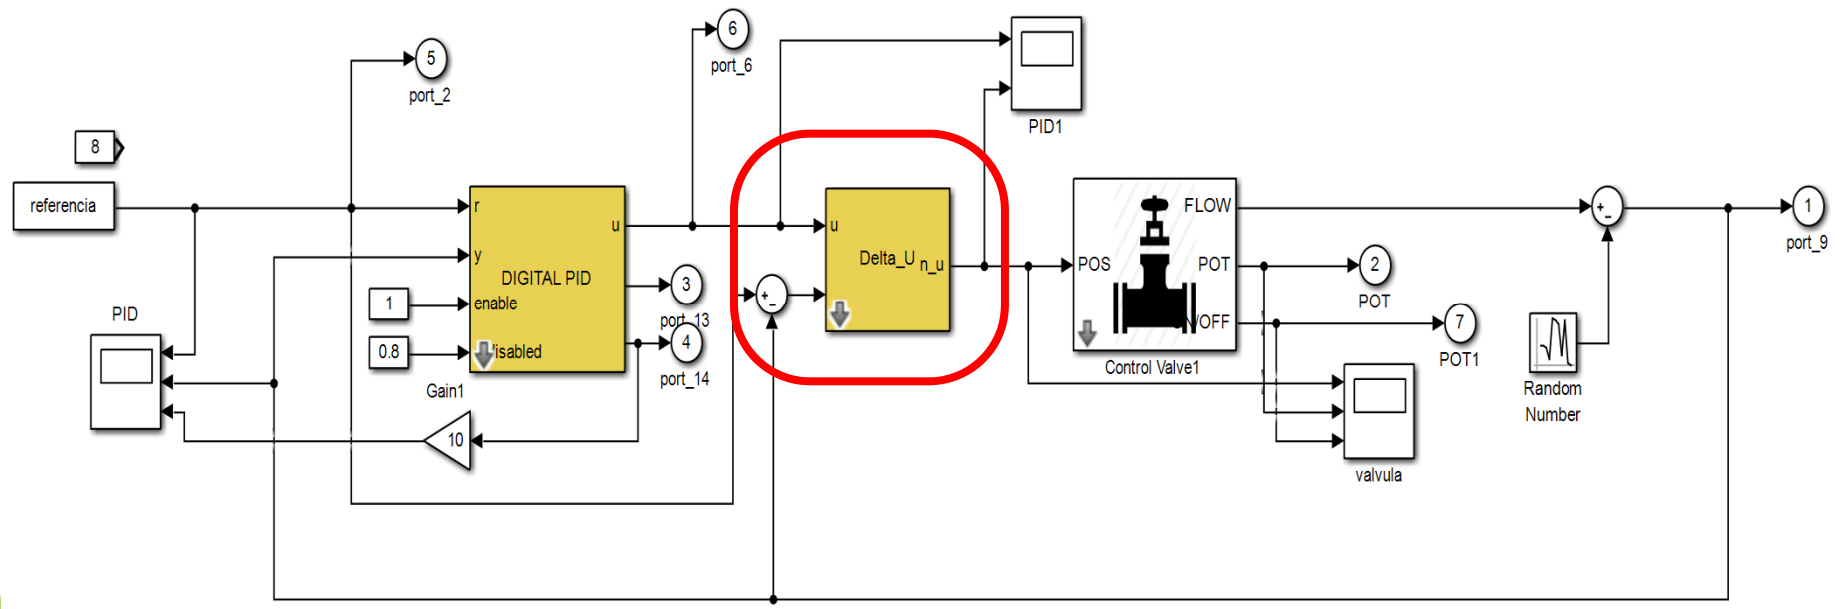 6
port_6
5
port_2
PID1
8
referencia
r
u
y
DIGITAL PID
enable
1
0.8
isabled
Gain1
10
PID
3
port_13
4
port_14
+
-
u
Delta_U
n_u
POS
FLOW
POT
/OFF
Control Valve1
2
POT
7
POT1
valvula
+
-
Random
Number
1
port_9